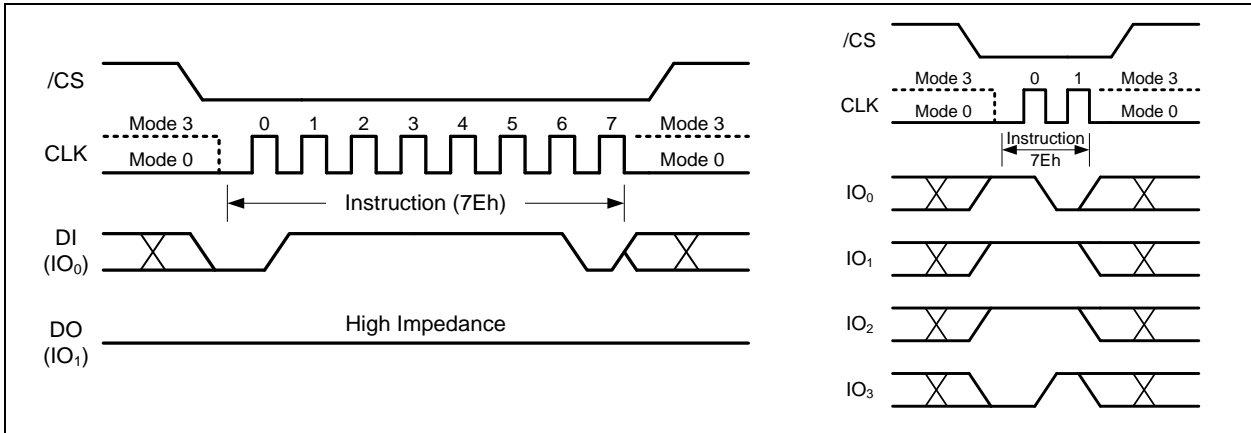 /CS
Mode 3 0 1 2 3 4 5 6 7 Mode 3
CLK
Mode 0 Mode 0
Instruction (7Eh)
DI
(IO₀)
High Impedance
DO
(IO₁)
/CS
Mode 3 0 1 Mode 3
CLK
Mode 0 Mode 0
Instruction
7Eh
IO₀
IO₁
IO₂
IO₃